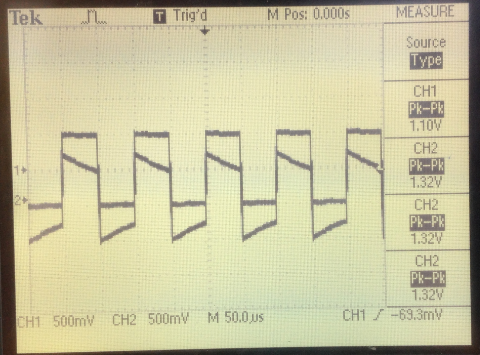 Tek T Trig'd M Pos: 0.000s MEASURE
Source
Type
CH1
Pk-Pk
1.10V
CH2
Pk-Pk
1.32V
CH2
Pk-Pk
1.32V
CH2
Pk-Pk
1.32V
1
2
CH1 500mV CH2 500mV M 50.0µs CH1 -69.3mV